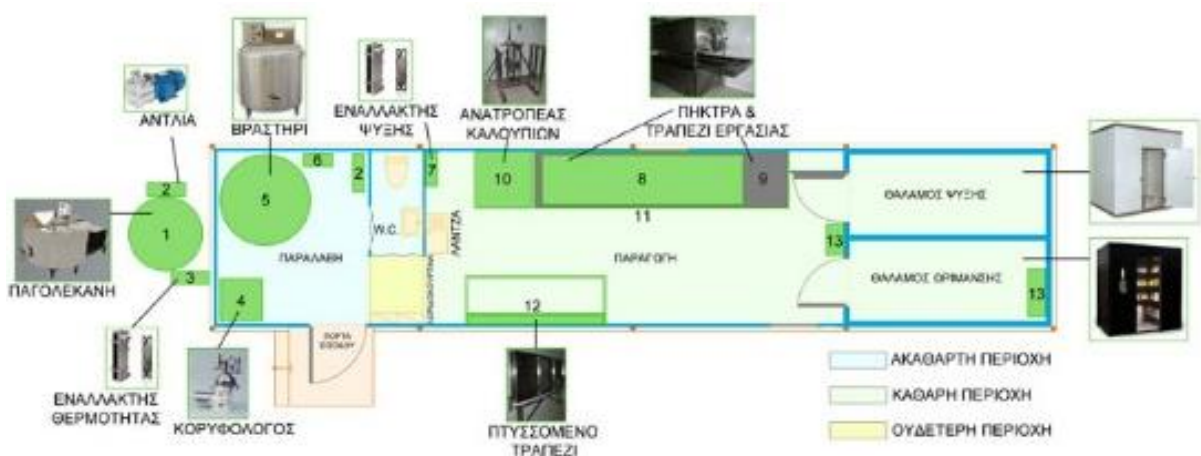 ΑΝΤΛΙΑ
ΒΡΑΣΤΗΡΙ
ΕΝΑΛΛΑΚΤΗΣ
ΨΥΞΗΣ
ΑΝΑΤΡΟΠΕΑΣ
ΚΑΛΟΥΠΙΩΝ
ΠΗΚΤΡΑ &
ΤΡΑΠΕΖΙ ΕΡΓΑΣΙΑΣ
6
2
7
10
8
9
2
5
1
W.C.
ΛΑΝΤΖΑ
11
ΘΑΛΑΜΟΣ ΨΥΞΗΣ
13
ΠΑΡΑΛΑΒΗ
ΠΑΡΑΓΩΓΗ
3
ΠΑΓΟΛΕΚΑΝΗ
4
12
ΘΑΛΑΜΟΣ ΩΡΙΜΑΝΣΗΣ
13
ΠΟΡΤΑ
ΕΙΣΟΔΟΥ
ΕΝΑΛΛΑΚΤΗΣ
ΘΕΡΜΟΤΗΤΑΣ
ΚΟΡΥΦΟΛΟΓΟΣ
ΠΤΥΣΣΟΜΕΝΟ
ΤΡΑΠΕΖΙ
ΑΚΑΘΑΡΤΗ ΠΕΡΙΟΧΗ
ΚΑΘΑΡΗ ΠΕΡΙΟΧΗ
ΟΥΔΕΤΕΡΗ ΠΕΡΙΟΧΗ